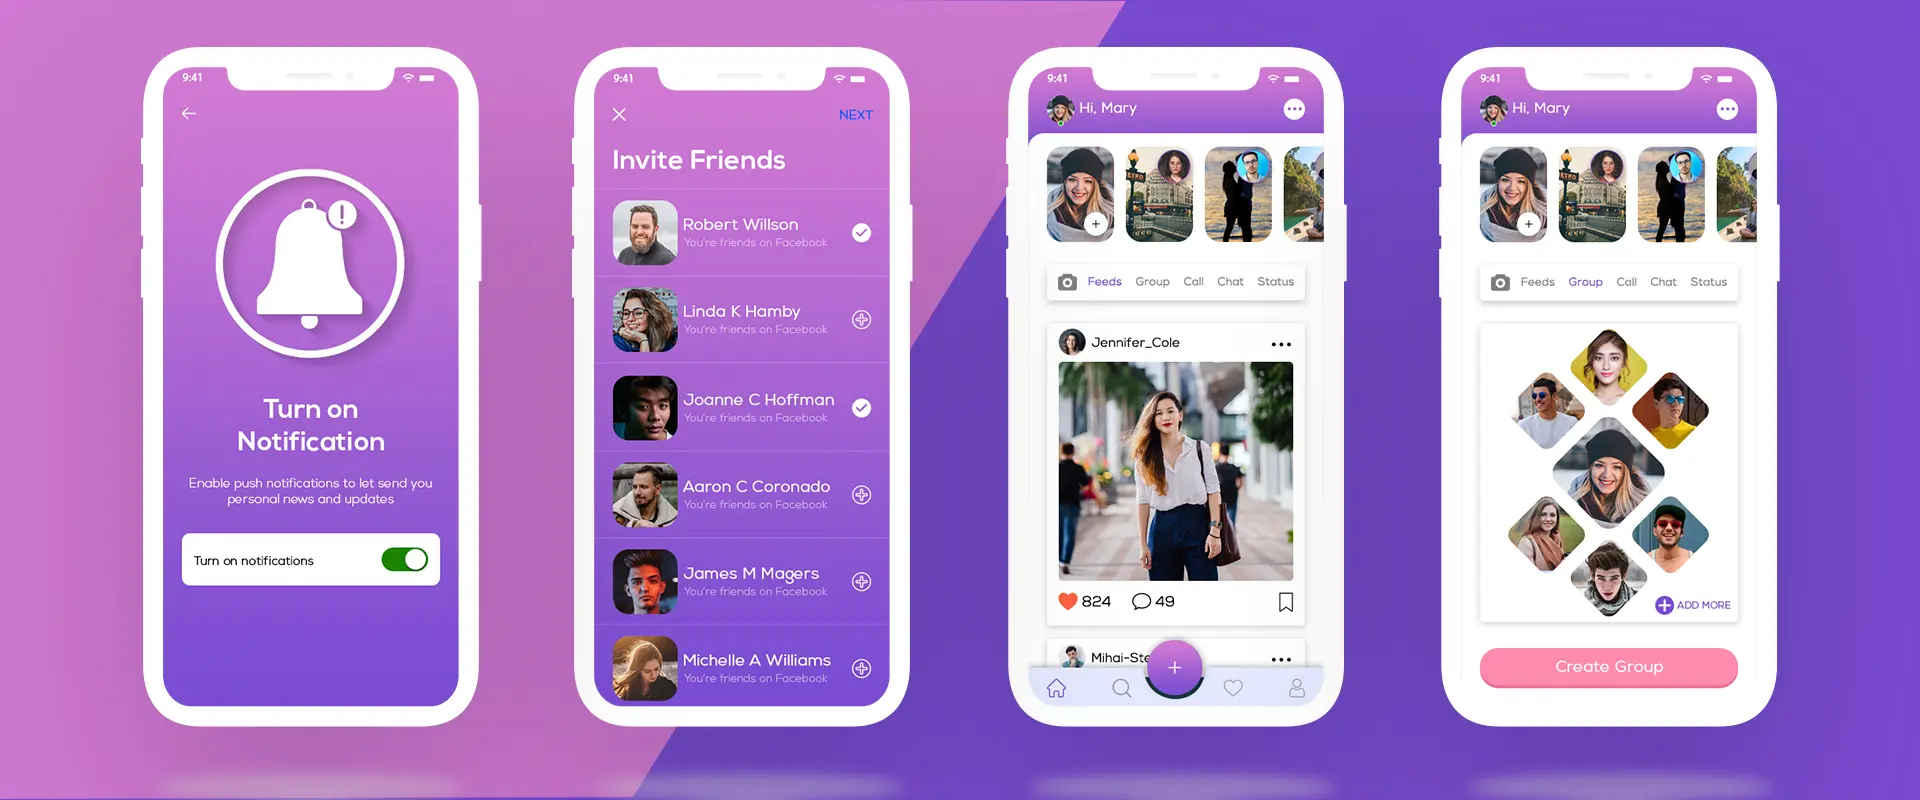 9:41
Turn on
Notification
Enable push notifications to let send you
personal news and updates
Turn on notifications
9:41
NEXT
Invite Friends
Robert Willson
You're friends on Facebook
Linda K Hamby
You're friends on Facebook
Joanne C Hoffman
You're friends on Facebook
Aaron C Coronado
You're friends on Facebook
James M Magers
You're friends on Facebook
Michelle A Williams
You're friends on Facebook
9:41
Hi, Mary
METRO
Feeds Group Call Chat Status
Jennifer_Cole
824 49
Mihai-Ste
9:41
Hi, Mary
METRO
Feeds Group Call Chat Status
ADD MORE
Create Group